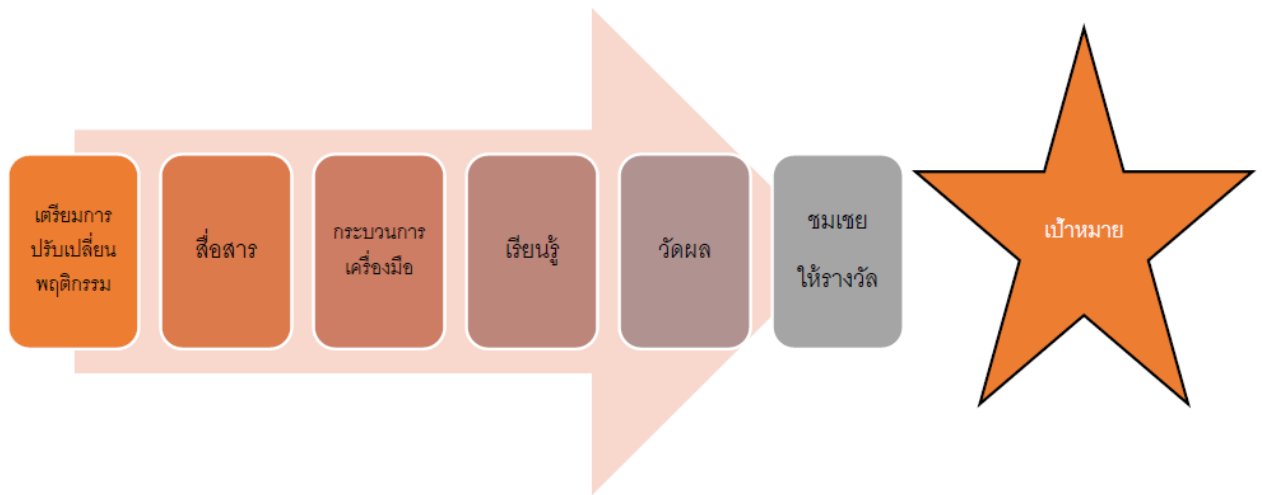 เตรียมการ
ปรับเปลี่ยน
พฤติกรรม
สื่อสาร
กระบวนการ
เครื่องมือ
เรียนรู้
วัดผล
ชมเชย
ให้รางวัล
เป้าหมาย